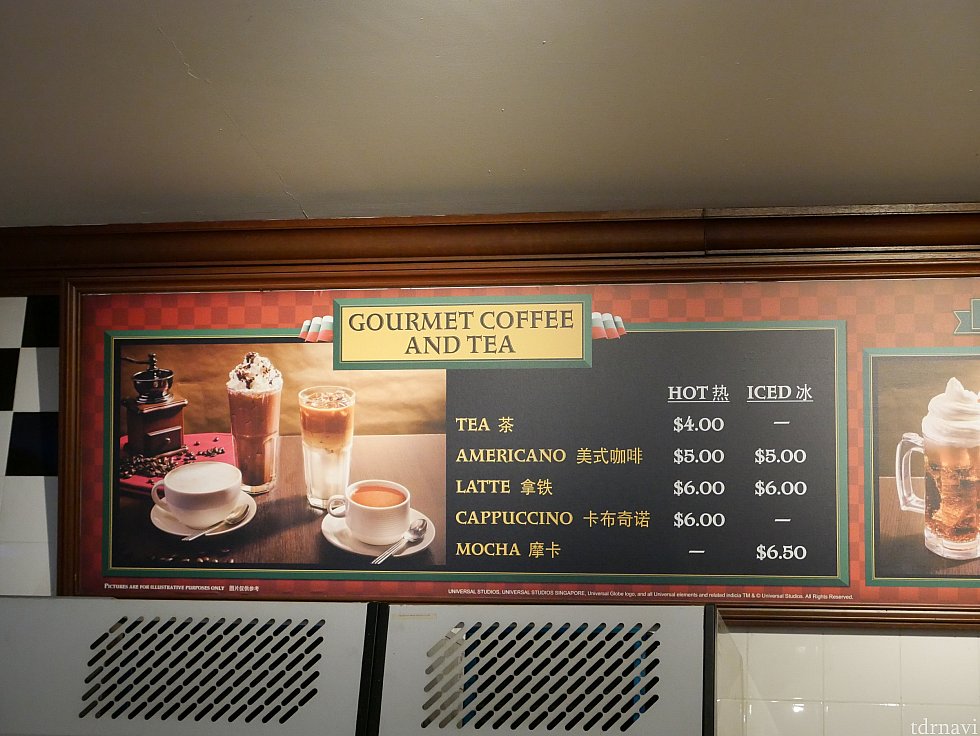 GOURMET COFFEE
AND TEA
HOT 热 ICED 冰
TEA 茶 $4.00 —
AMERICANO 美式咖啡 $5.00 $5.00
LATTE 拿铁 $6.00 $6.00
CAPPUCCINO 卡布奇诺 $6.00 —
MOCHA 摩卡 — $6.50
PICTURES ARE FOR ILLUSTRATIVE PURPOSES ONLY 图片仅供参考
UNIVERSAL STUDIOS, UNIVERSAL STUDIOS SINGAPORE, Universal Globe logo, and all Universal elements and related indicia TM & © Universal Studios. All Rights Reserved.
tdrnavi